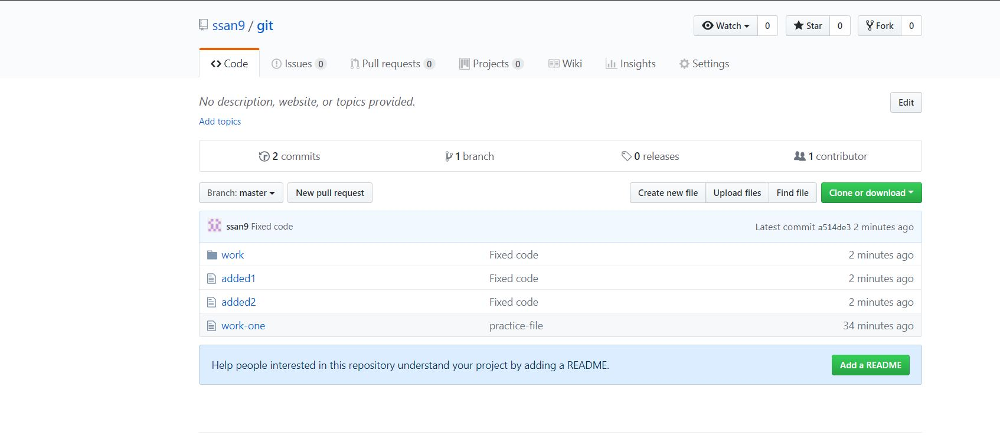 ssan9 / git
Watch 0 Star 0 Fork 0
Code Issues 0 Pull requests 0 Projects 0 Wiki Insights Settings
No description, website, or topics provided.
Edit
Add topics
2 commits 1 branch 0 releases 1 contributor
Branch: master New pull request Create new file Upload files Find file Clone or download
ssan9 Fixed code Latest commit a514de3 2 minutes ago
work Fixed code 2 minutes ago
added1 Fixed code 2 minutes ago
added2 Fixed code 2 minutes ago
work-one practice-file 34 minutes ago
Help people interested in this repository understand your project by adding a README. Add a README